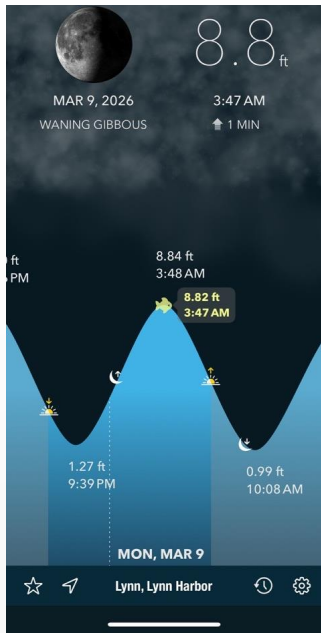 8.8 ft
MAR 9, 2026
3:47 AM
WANING GIBBOUS
1 MIN
ft
PM
8.84 ft
3:48 AM
8.82 ft
3:47 AM
1.27 ft
9:39 PM
0.99 ft
10:08 AM
MON, MAR 9
Lynn, Lynn Harbor